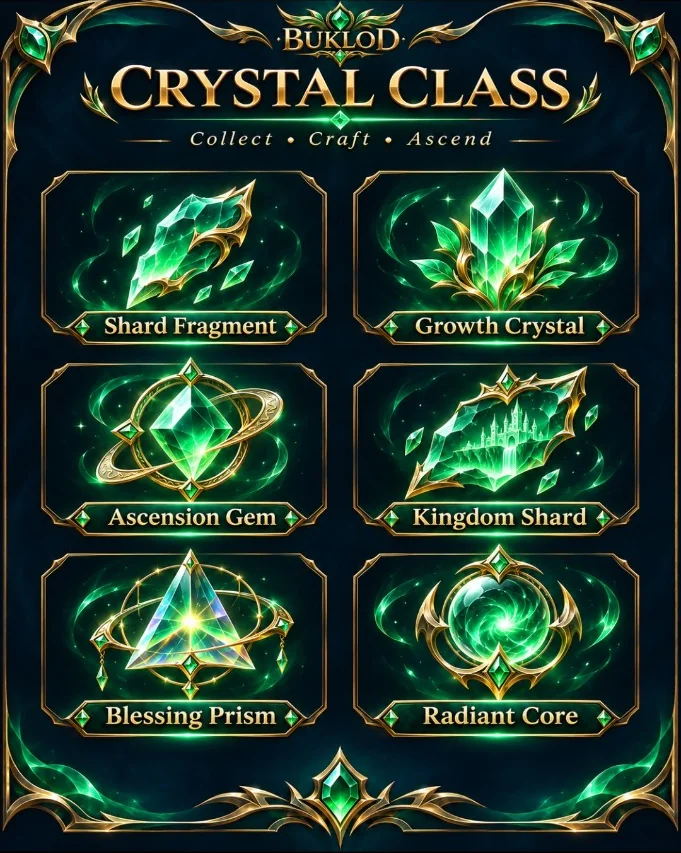 BUKLOD
CRYSTAL CLASS
Collect • Craft • Ascend
Shard Fragment
Growth Crystal
Ascension Gem
Kingdom Shard
Blessing Prism
Radiant Core